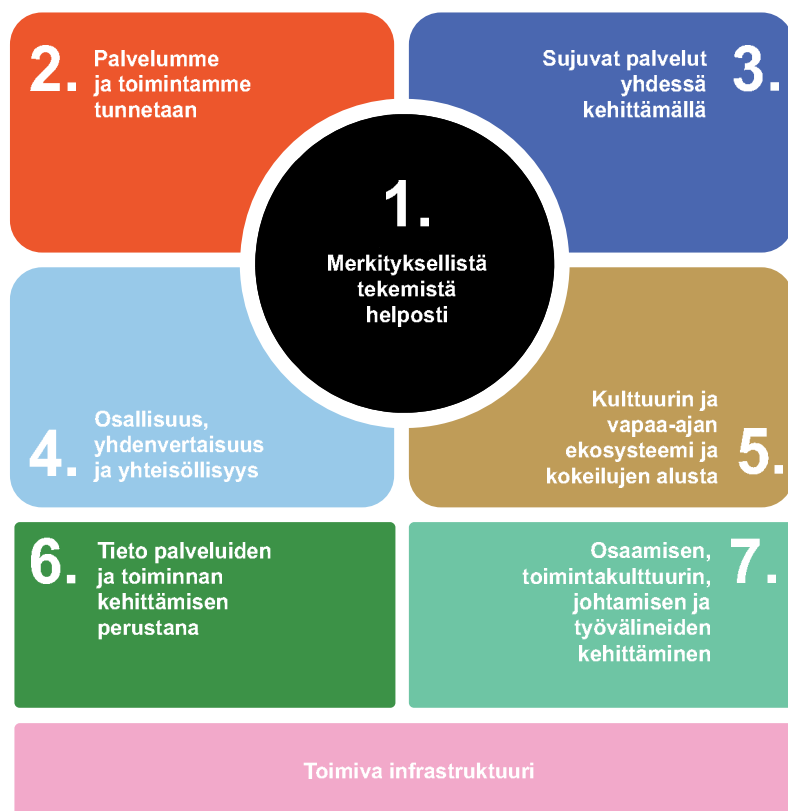 1.
Merkityksellistä
tekemistä
helposti
2.
Palvelumme
ja toimintamme
tunnetaan
3.
Sujuvat palvelut
yhdessä
kehittämällä
4.
Osallisuus,
yhdenvertaisuus
ja yhteisöllisyys
5.
Kulttuurin ja
vapaa-ajan
ekosysteemi ja
kokeilujen alusta
6.
Tieto palveluiden
ja toiminnan
kehittämisen
perustana
7.
Osaamisen,
toimintakulttuurin,
johtamisen ja
työvälineiden
kehittäminen
Toimiva infrastruktuuri